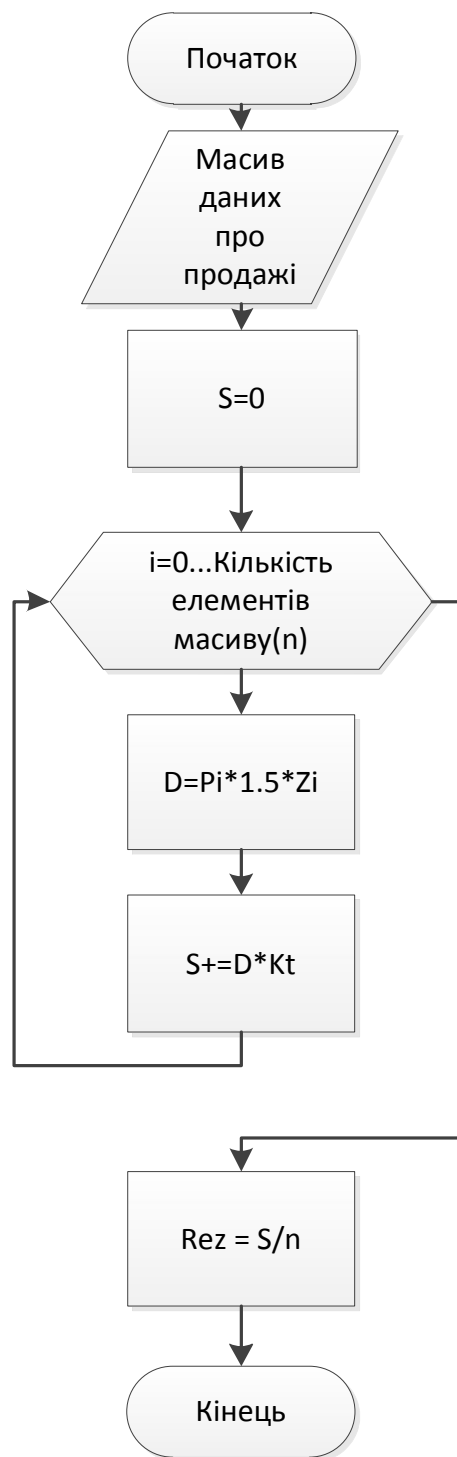 Початок
Масив
даних
про
продажі
S=0
i=0...Кількість
елементів
масиву(n)
D=Pi*1.5*Zi
S+=D*Kt
Rez = S/n
Кінець